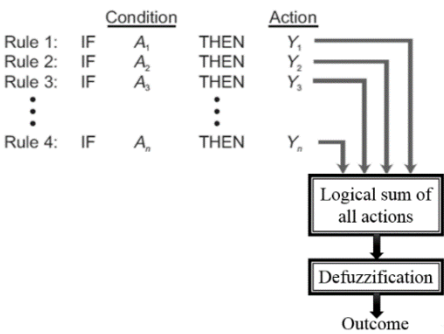 Condition Action
Rule 1: IF A₁ THEN Y₁
Rule 2: IF A₂ THEN Y₂
Rule 3: IF A₃ THEN Y₃
Rule 4: IF Aₙ THEN Yₙ
Logical sum of
all actions
Defuzzification
Outcome